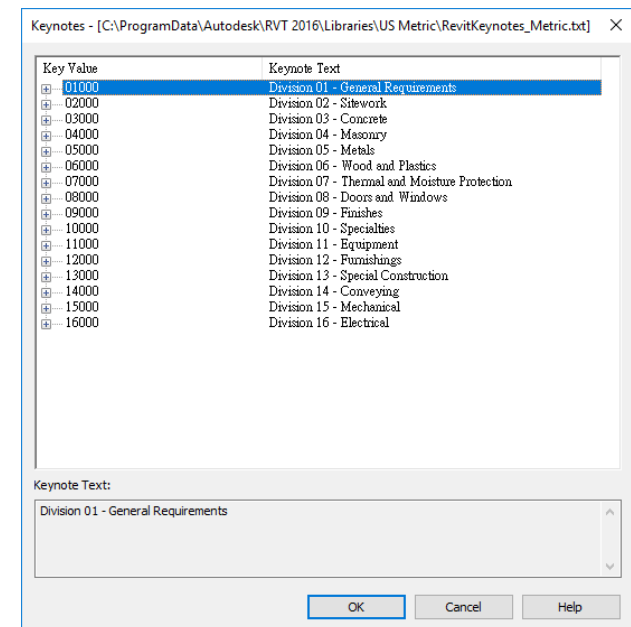 Keynotes - [C:\ProgramData\Autodesk\RVT 2016\Libraries\US Metric\RevitKeynotes_Metric.txt]
Key Value Keynote Text
01000 Division 01 - General Requirements
02000 Division 02 - Sitework
03000 Division 03 - Concrete
04000 Division 04 - Masonry
05000 Division 05 - Metals
06000 Division 06 - Wood and Plastics
07000 Division 07 - Thermal and Moisture Protection
08000 Division 08 - Doors and Windows
09000 Division 09 - Finishes
10000 Division 10 - Specialties
11000 Division 11 - Equipment
12000 Division 12 - Furnishings
13000 Division 13 - Special Construction
14000 Division 14 - Conveying
15000 Division 15 - Mechanical
16000 Division 16 - Electrical
Keynote Text:
Division 01 - General Requirements
OK Cancel Help